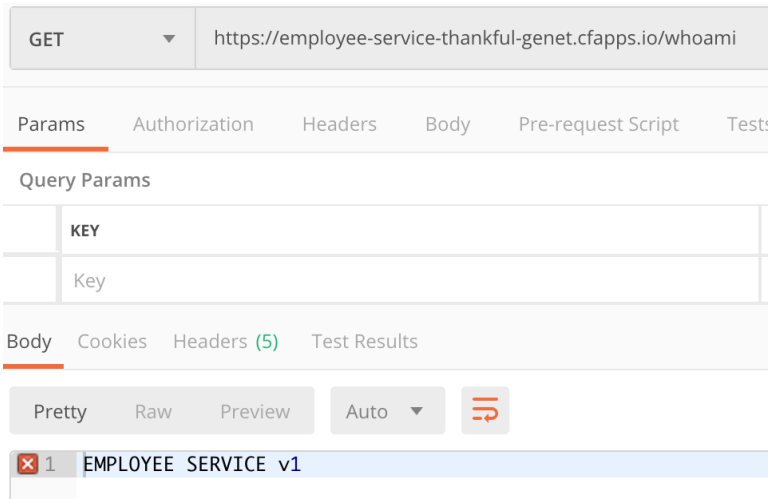 GET https://employee-service-thankful-genet.cfapps.io/whoami
Params Authorization Headers Body Pre-request Script Tests
Query Params
KEY
Key
Body Cookies Headers (5) Test Results
Pretty Raw Preview Auto
1 EMPLOYEE SERVICE v1